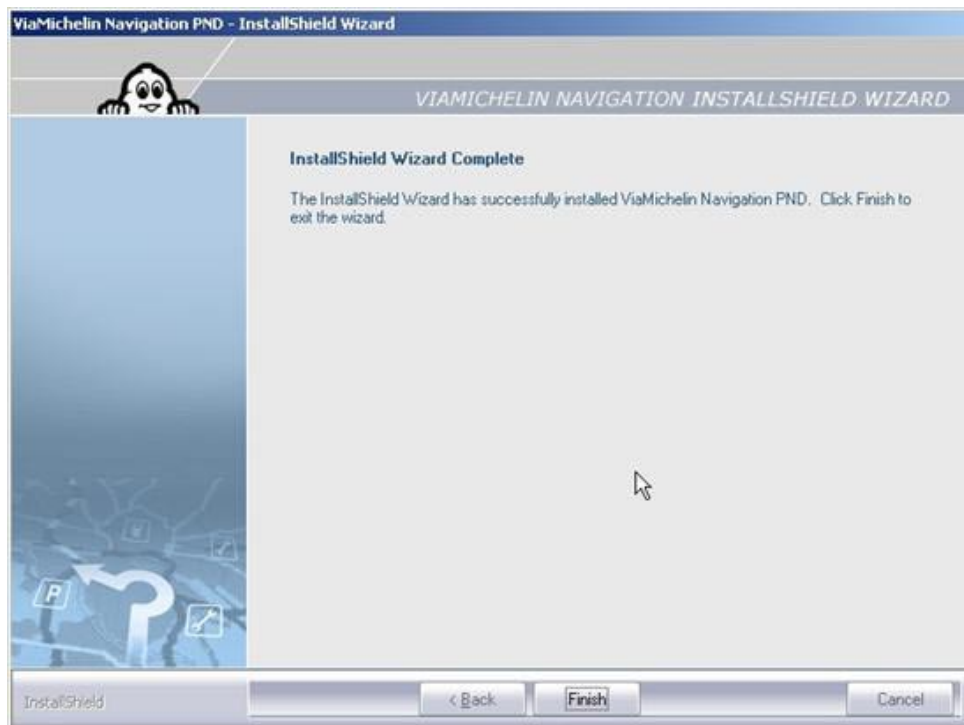 ViaMichelin Navigation PND - InstallShield Wizard
VIAMICHELIN NAVIGATION INSTALLSHIELD WIZARD
InstallShield Wizard Complete
The InstallShield Wizard has successfully installed ViaMichelin Navigation PND. Click Finish to
exit the wizard.
P
InstallShield
< Back
Finish
Cancel